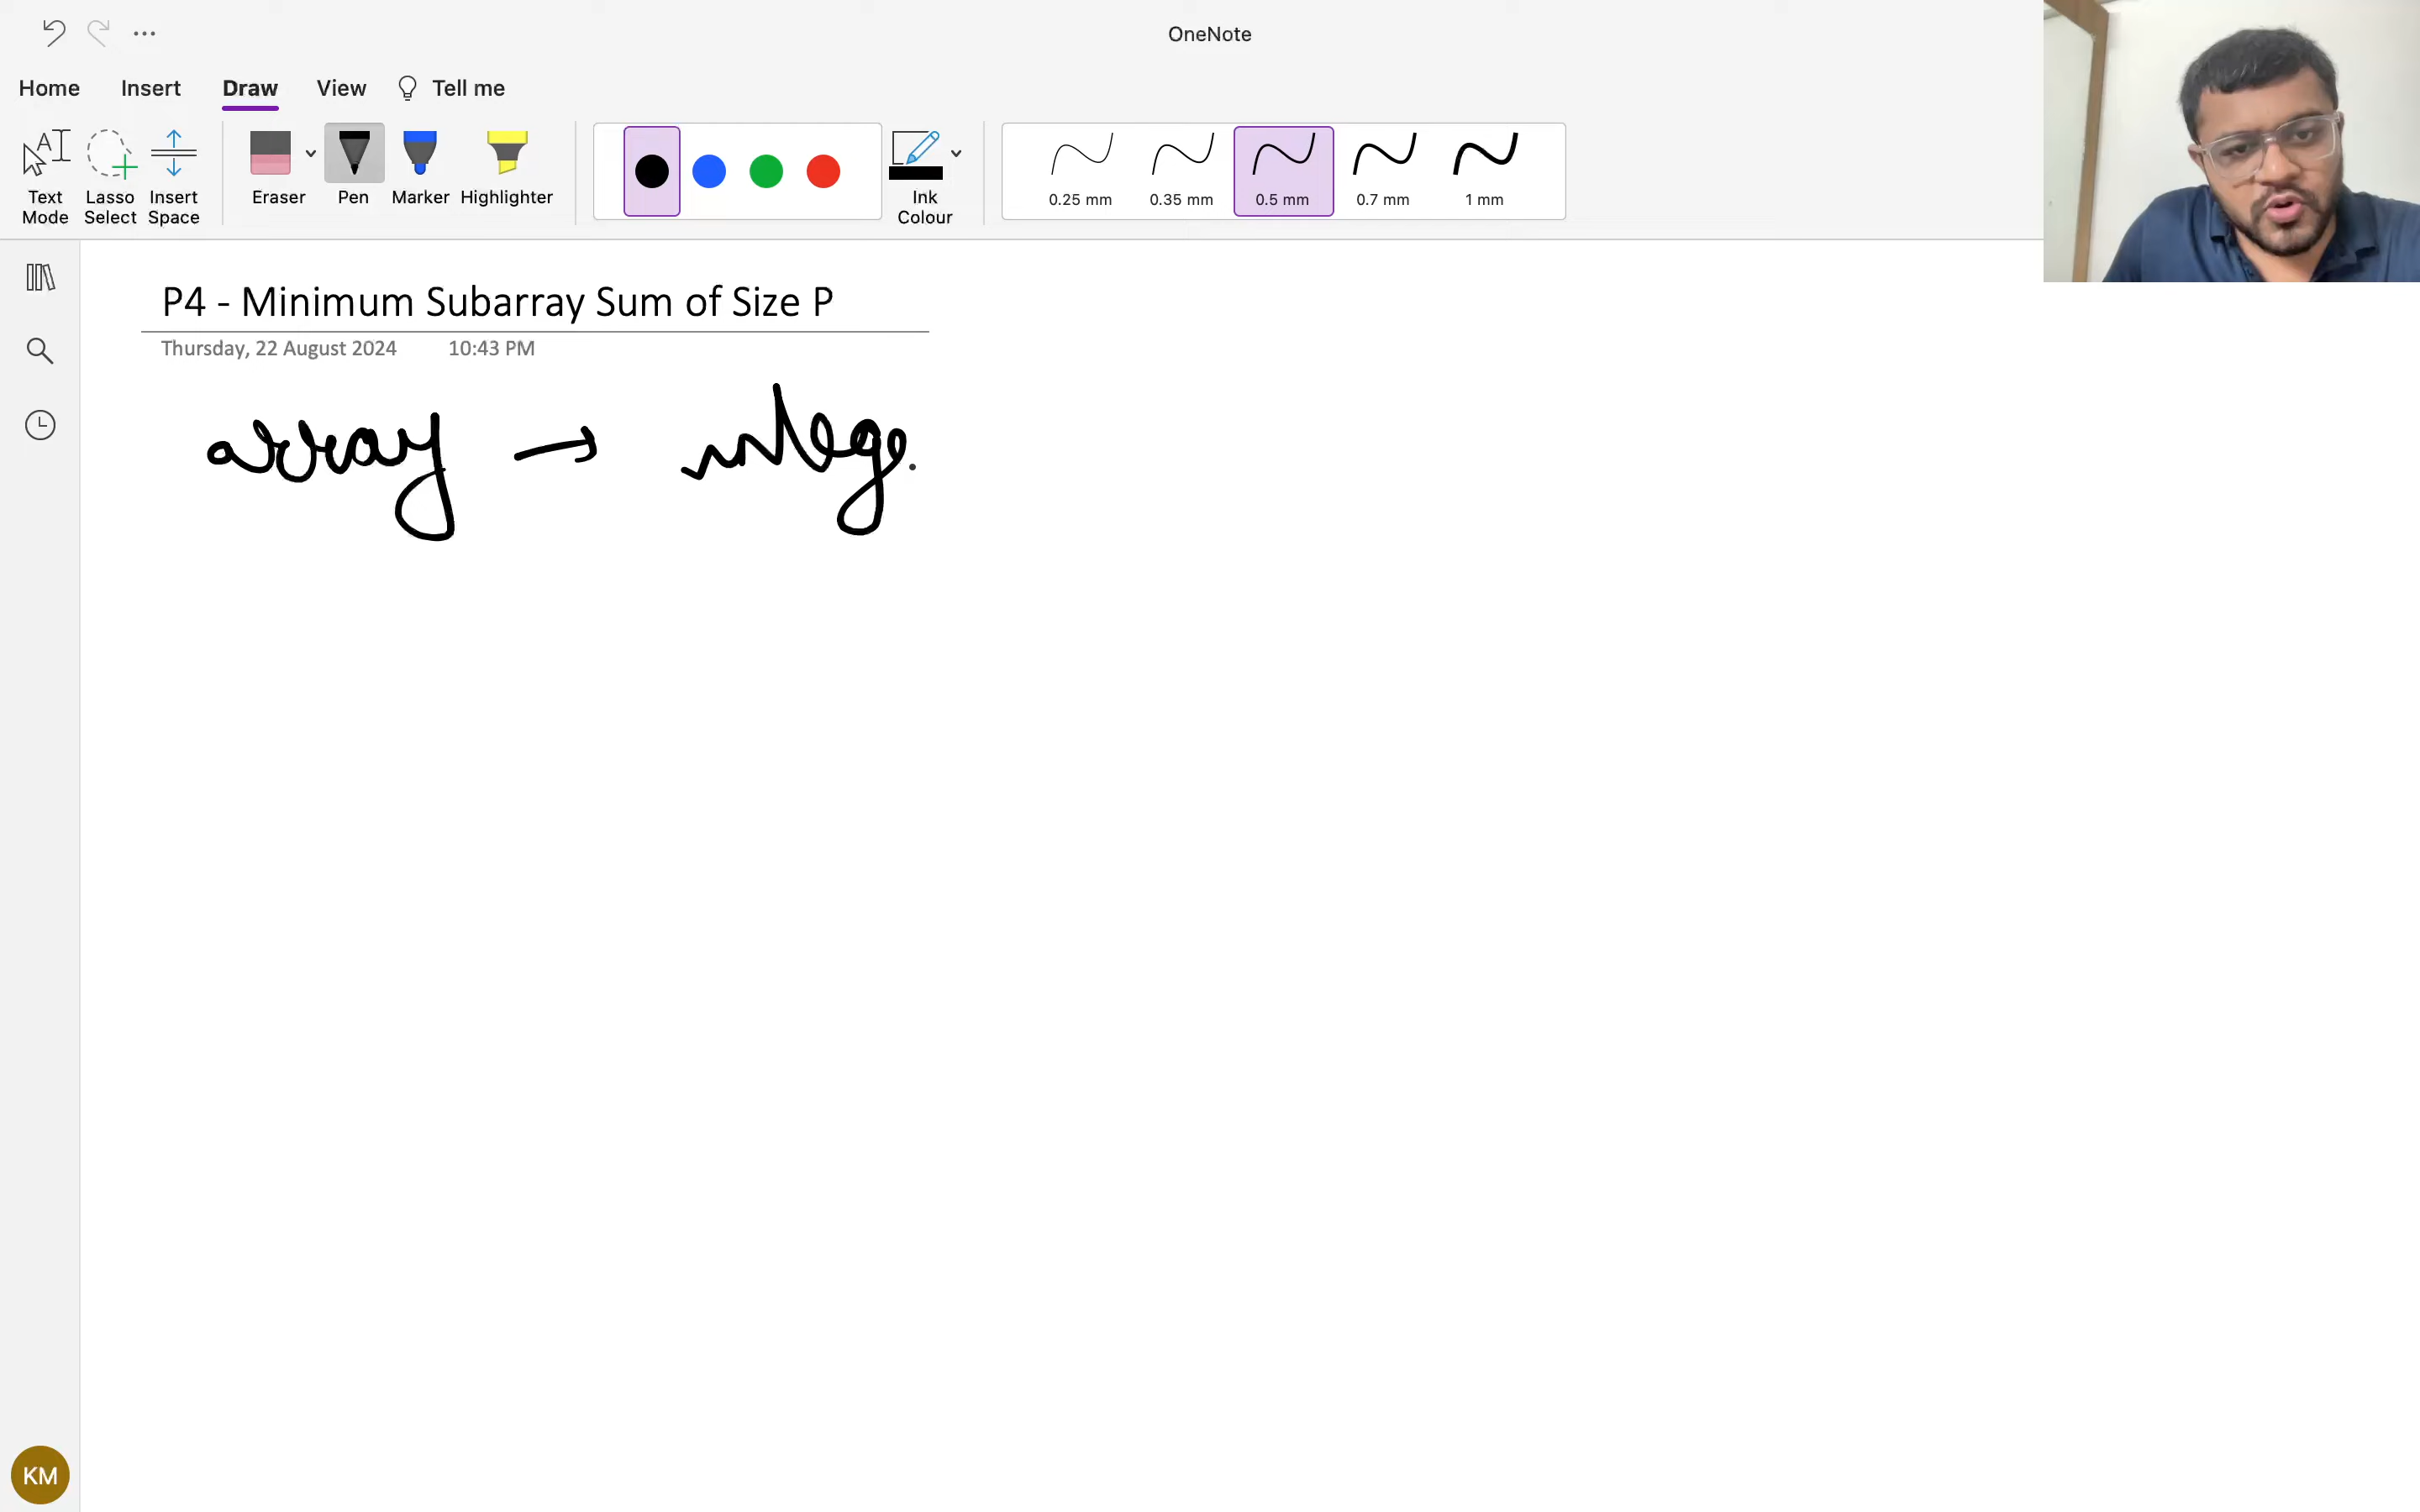 OneNote
Home Insert Draw View Tell me
Text Mode Lasso Select Insert Space Eraser Pen Marker Highlighter Ink Colour 0.25 mm 0.35 mm 0.5 mm 0.7 mm 1 mm
P4 - Minimum Subarray Sum of Size P
Thursday, 22 August 2024 10:43 PM
array → intege
KM